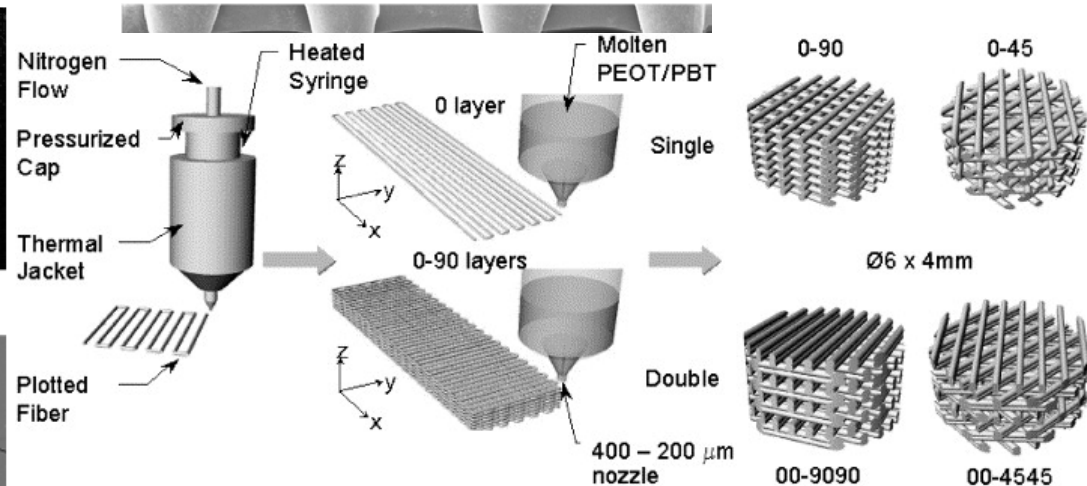 Nitrogen
Flow
Heated
Syringe
Pressurized
Cap
Thermal
Jacket
Plotted
Fiber
0 layer
Molten
PEOT/PBT
z
y
x
0-90 layers
z
y
x
400 – 200 μm
nozzle
Single
Double
0-90
0-45
Ø6 x 4mm
00-9090
00-4545